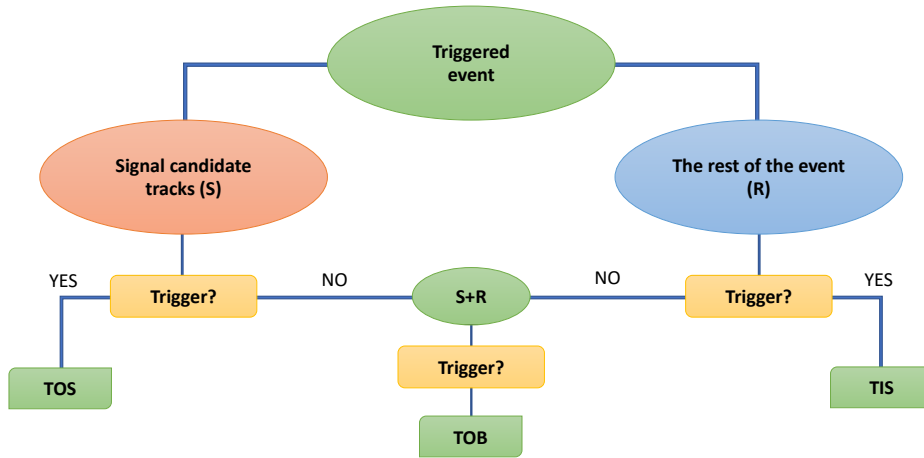 Triggered
event
Signal candidate
tracks (S)
The rest of the event
(R)
YES
Trigger?
NO
S+R
NO
Trigger?
YES
Trigger?
TOS
TIS
TOB